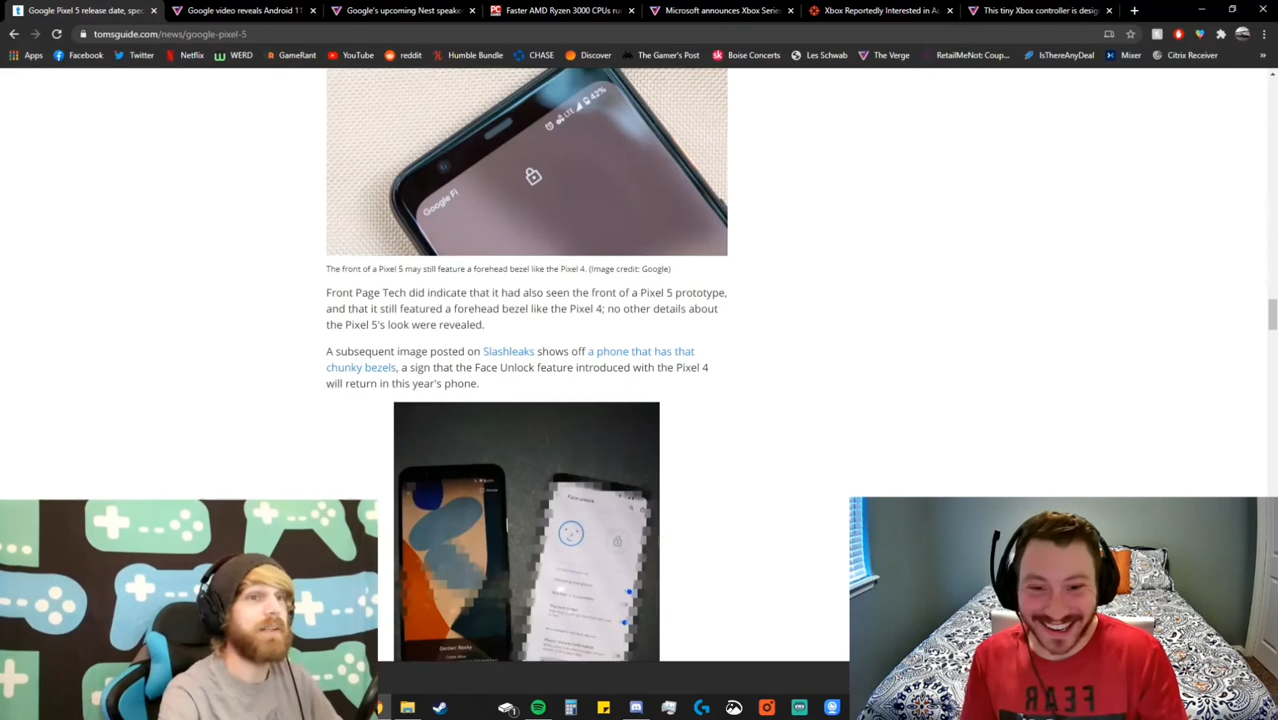 Google Pixel 5 release date, spec
Google video reveals Android 11
Google's upcoming Nest speaker
Faster AMD Ryzen 3000 CPUs ru
Microsoft announces Xbox Series
Xbox Reportedly Interested in Ac
This tiny Xbox controller is desig
tomsguide.com/news/google-pixel-5
Apps Facebook Twitter Netflix WERD GameRant YouTube reddit Humble Bundle CHASE Discover The Gamer's Post Boise Concerts Les Schwab The Verge RetailMeNot: Coup... IsThereAnyDeal Mixer Citrix Receiver
LTE 42%
Google Fi
The front of a Pixel 5 may still feature a forehead bezel like the Pixel 4. (Image credit: Google)
Front Page Tech did indicate that it had also seen the front of a Pixel 5 prototype,
and that it still featured a forehead bezel like the Pixel 4; no other details about
the Pixel 5's look were revealed.
A subsequent image posted on Slashleaks shows off a phone that has that
chunky bezels, a sign that the Face Unlock feature introduced with the Pixel 4
will return in this year's phone.
Face unlock
FEAR